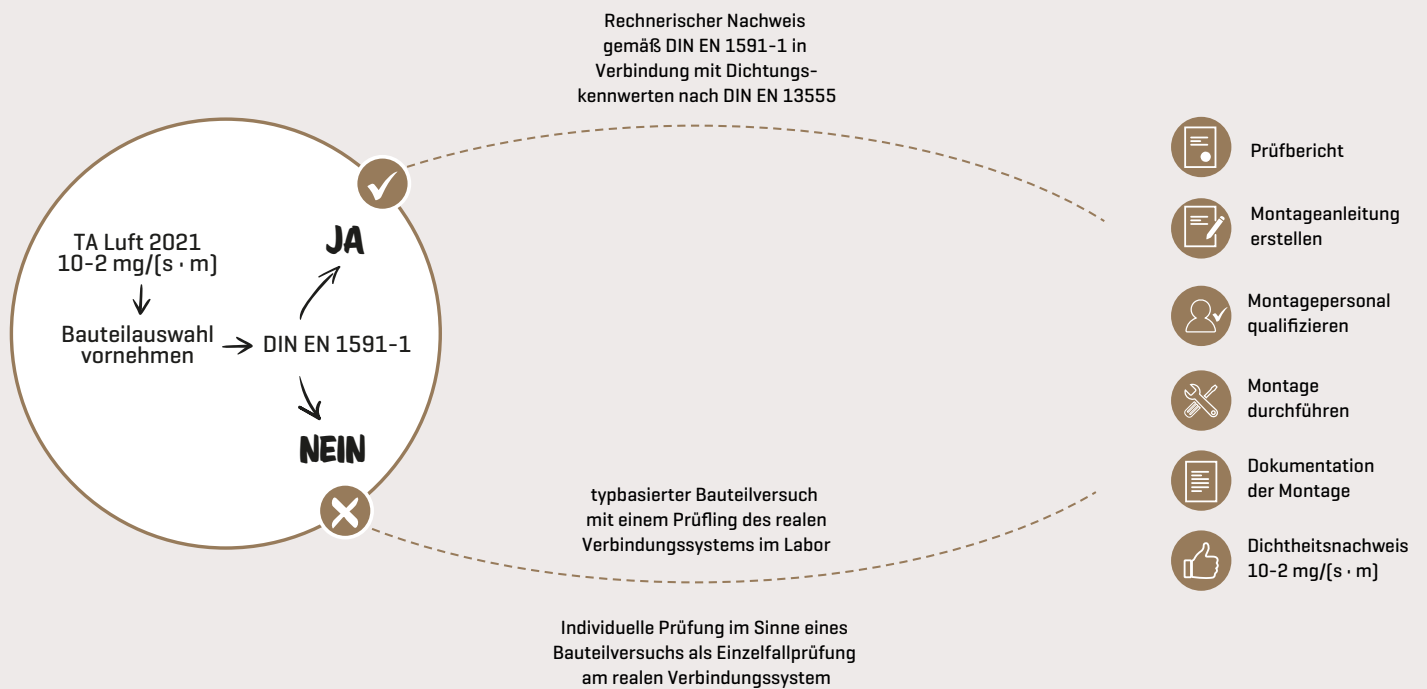 Rechnerischer Nachweis
gemäß DIN EN 1591-1 in
Verbindung mit Dichtungs-
kennwerten nach DIN EN 13555
TA Luft 2021
10-2 mg/(s · m)
Bauteilauswahl
vornehmen
DIN EN 1591-1
JA
NEIN
typbasierter Bauteilversuch
mit einem Prüfling des realen
Verbindungssystems im Labor
Individuelle Prüfung im Sinne eines
Bauteilversuchs als Einzelfallprüfung
am realen Verbindungssystem
Prüfbericht
Montageanleitung
erstellen
Montagepersonal
qualifizieren
Montage
durchführen
Dokumentation
der Montage
Dichtheitsnachweis
10-2 mg/(s · m)